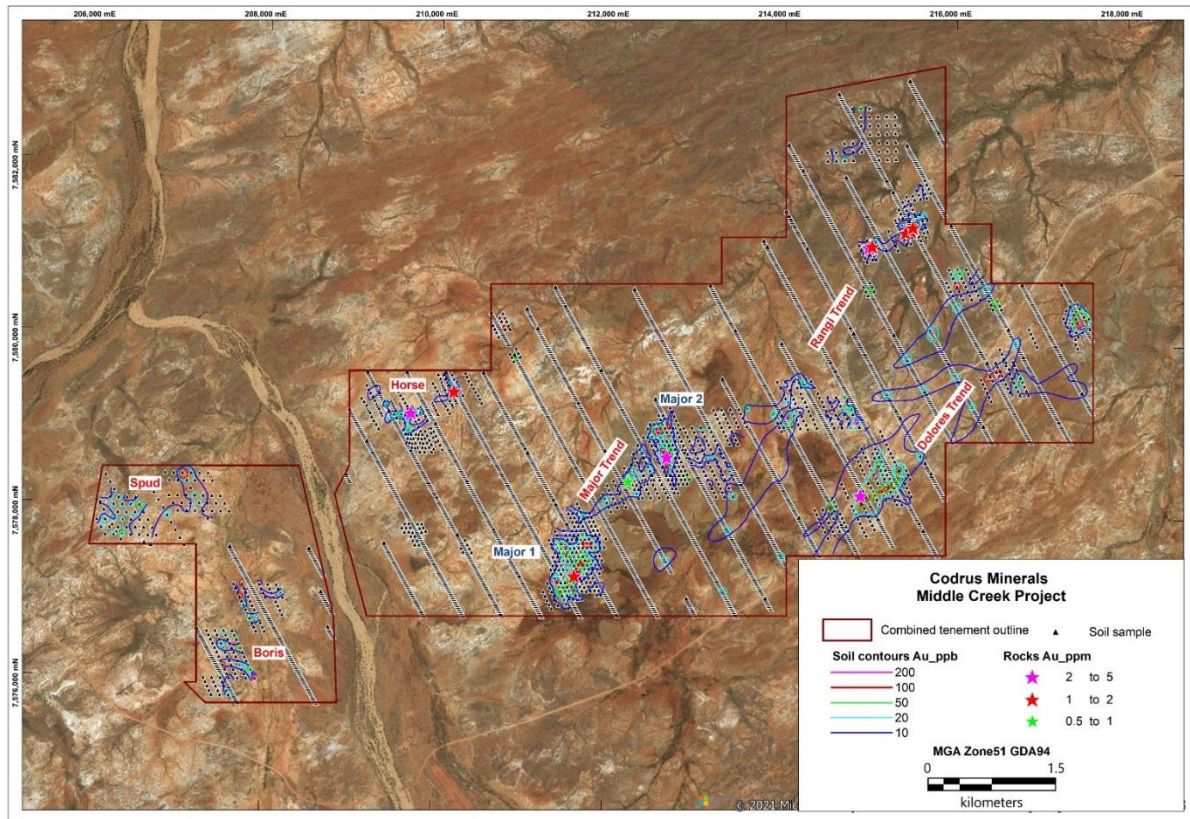 206,000 mE 208,000 mE 210,000 mE 212,000 mE 214,000 mE 216,000 mE 218,000 mE
7,582,000 mN
7,580,000 mN
7,578,000 mN
7,576,000 mN
Rangi Trend
Horse
Major 2
Dolores Trend
Major Trend
Spud
Major 1
Boris
Codrus Minerals
Middle Creek Project
Combined tenement outline Soil sample
Soil contours Au_ppb Rocks Au_ppm
200 2 to 5
100 1 to 2
50 0.5 to 1
20
10
MGA Zone51 GDA94
0 1.5
kilometers
© 2021